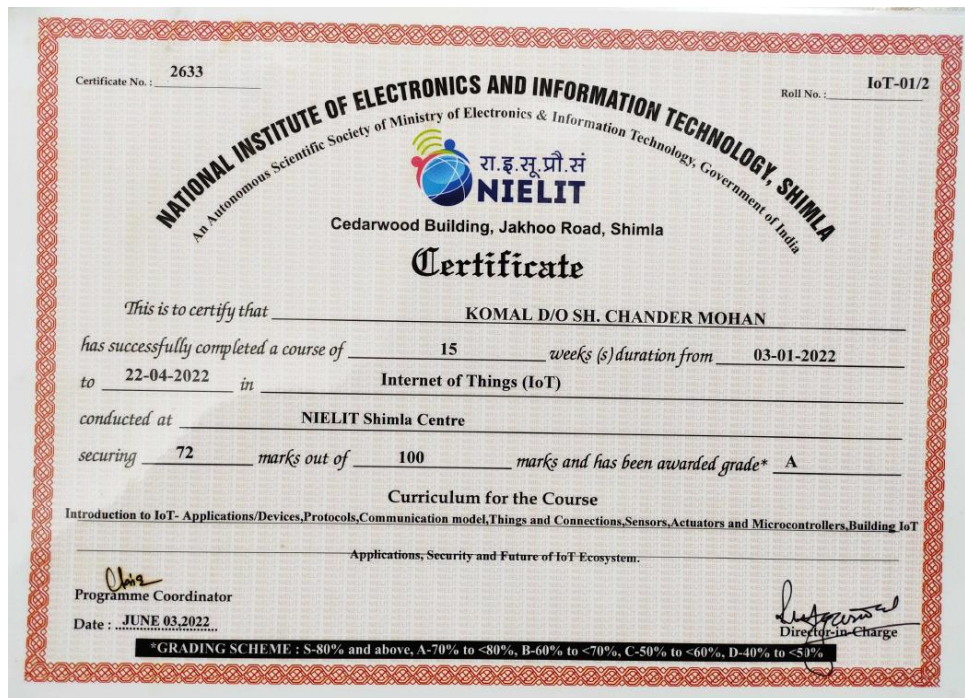 Certificate No. : 2633
Roll No. : IoT-01/2
NATIONAL INSTITUTE OF ELECTRONICS AND INFORMATION TECHNOLOGY, SHIMLA
An Autonomous Scientific Society of Ministry of Electronics & Information Technology, Government of India
रा.इ.सू.प्रौ.सं
NIELIT
Cedarwood Building, Jakhoo Road, Shimla
Certificate
This is to certify that KOMAL D/O SH. CHANDER MOHAN
has successfully completed a course of 15 weeks (s) duration from 03-01-2022
to 22-04-2022 in Internet of Things (IoT)
conducted at NIELIT Shimla Centre
securing 72 marks out of 100 marks and has been awarded grade* A
Curriculum for the Course
Introduction to IoT- Applications/Devices,Protocols,Communication model,Things and Connections,Sensors,Actuators and Microcontrollers,Building IoT
Applications, Security and Future of IoT Ecosystem.
Programme Coordinator
Date : JUNE 03,2022
Director-in-Charge
*GRADING SCHEME : S-80% and above, A-70% to <80%, B-60% to <70%, C-50% to <60%, D-40% to <50%